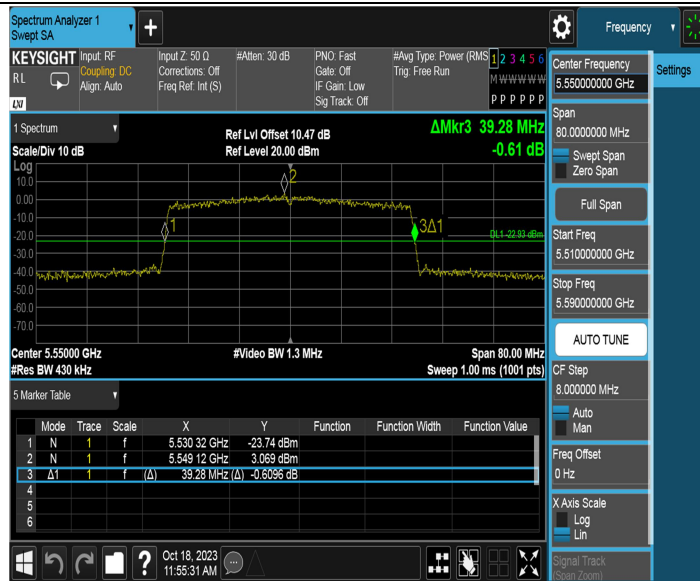 Spectrum Analyzer 1
Swept SA
+
Frequency
KEYSIGHT
RL
LXI
Input: RF
Coupling: DC
Align: Auto
Input Z: 50 Ω
Corrections: Off
Freq Ref: Int (S)
#Atten: 30 dB
PNO: Fast
Gate: Off
IF Gain: Low
Sig Track: Off
#Avg Type: Power (RMS
Trig: Free Run
1 2 3 4 5 6
M W W W W W
P P P P P P
1 Spectrum
Scale/Div 10 dB
Ref Lvl Offset 10.47 dB
Ref Level 20.00 dBm
ΔMkr3 39.28 MHz
-0.61 dB
Log
10.0
0.00
-10.0
-20.0
-30.0
-40.0
-50.0
-60.0
-70.0
1
2
3Δ1
DL1 -22.93 dBm
Center 5.55000 GHz
#Video BW 1.3 MHz
Span 80.00 MHz
#Res BW 430 kHz
Sweep 1.00 ms (1001 pts)
5 Marker Table
Mode Trace Scale X Y Function Function Width Function Value
1 N 1 f 5.530 32 GHz -23.74 dBm
2 N 1 f 5.549 12 GHz 3.069 dBm
3 Δ1 1 f (Δ) 39.28 MHz (Δ) -0.6096 dB
4
5
6
?
Oct 18, 2023
11:55:31 AM
Center Frequency
5.550000000 GHz
Settings
Span
80.0000000 MHz
Swept Span
Zero Span
Full Span
Start Freq
5.510000000 GHz
Stop Freq
5.590000000 GHz
AUTO TUNE
CF Step
8.000000 MHz
Auto
Man
Freq Offset
0 Hz
X Axis Scale
Log
Lin
Signal Track
(Span Zoom)